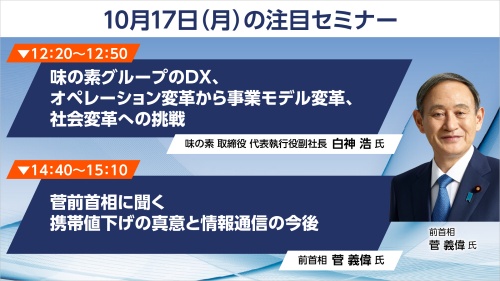 10月17日(月)の注目セミナー
▼12:20～12:50
味の素グループのDX、
オペレーション変革から事業モデル変革、
社会変革への挑戦
味の素 取締役 代表執行役副社長 白神 浩 氏
▼14:40～15:10
菅前首相に聞く
携帯値下げの真意と情報通信の今後
前首相 菅 義偉 氏
前首相
菅 義偉 氏